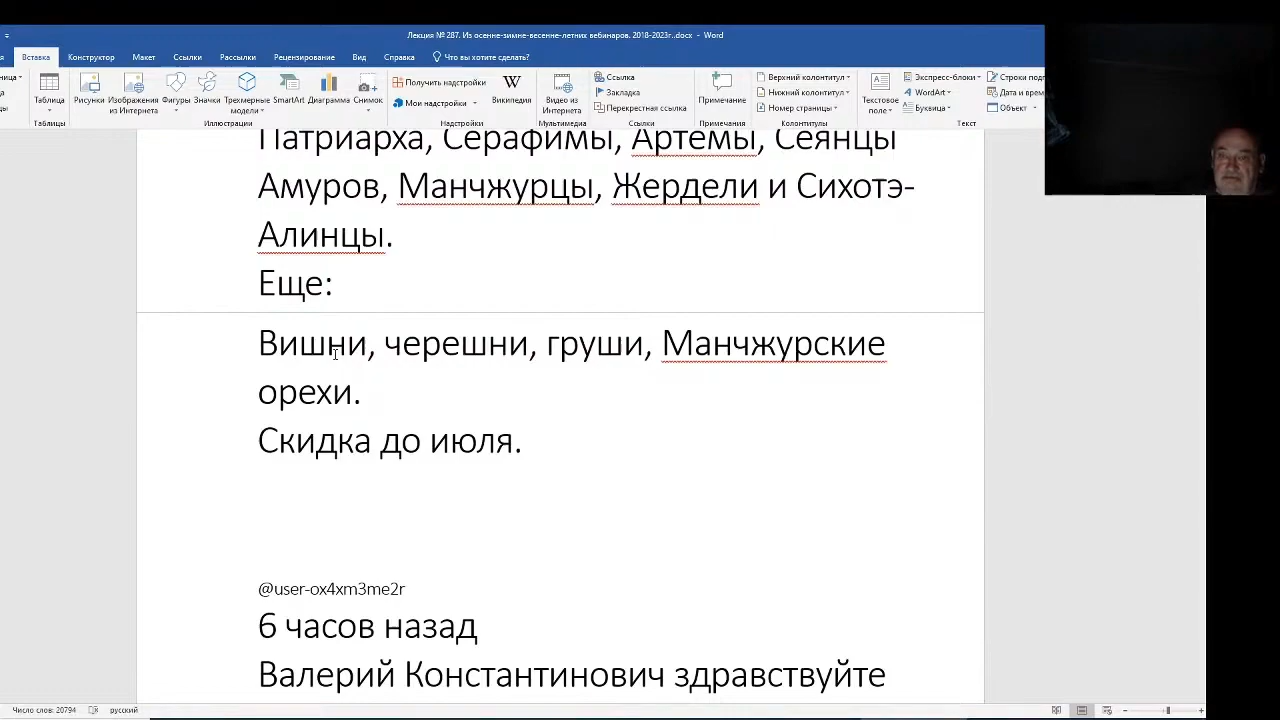 Лекция № 287. Из осенне-зимне-весенне-летних вебинаров. 2018-2023г..docx - Word
Вставка Конструктор Макет Ссылки Рассылки Рецензирование Вид Справка Что вы хотите сделать?
Таблица Рисунки Изображения из Интернета Фигуры Значки Трехмерные модели SmartArt Диаграмма Снимок Получить надстройки Мои надстройки Википедия Видео из Интернета Ссылка Закладка Перекрестная ссылка Примечание Верхний колонтитул Нижний колонтитул Номер страницы Текстовое поле Экспресс-блоки WordArt Буквица Объект
Таблицы Иллюстрации Надстройки Мультимедиа Ссылки Примечания Колонтитулы Текст
Патриарха, Серафимы, Артемы, Сеянцы
Амуров, Манчжурцы, Жердели и Сихотэ-
Алинцы.
Еще:
Вишни, черешни, груши, Манчжурские
орехи.
Скидка до июля.
@user-ox4xm3me2r
6 часов назад
Валерий Константинович здравствуйте
Число слов: 20794 русский